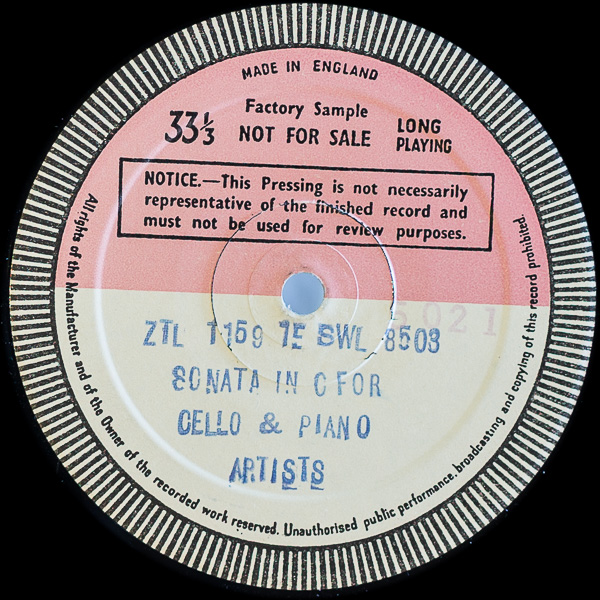 MADE IN ENGLAND
Factory Sample
33⅓ NOT FOR SALE LONG PLAYING
NOTICE.—This Pressing is not necessarily
representative of the finished record and
must not be used for review purposes.
ZTL 1159 1E SWL 8503
SONATA IN C FOR
CELLO & PIANO
ARTISTS
All rights of the Manufacturer and of the Owner of the recorded work reserved. Unauthorised public performance, broadcasting and copying of this record prohibited.